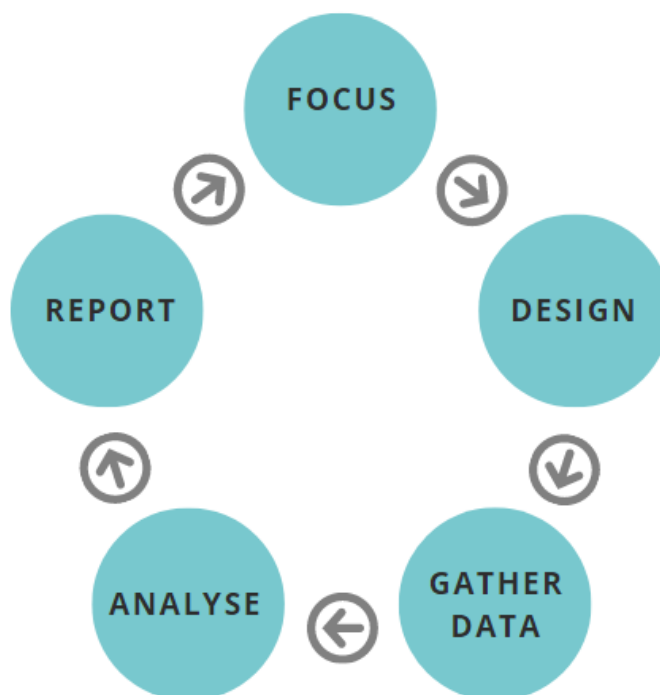 FOCUS
DESIGN
GATHER
DATA
ANALYSE
REPORT